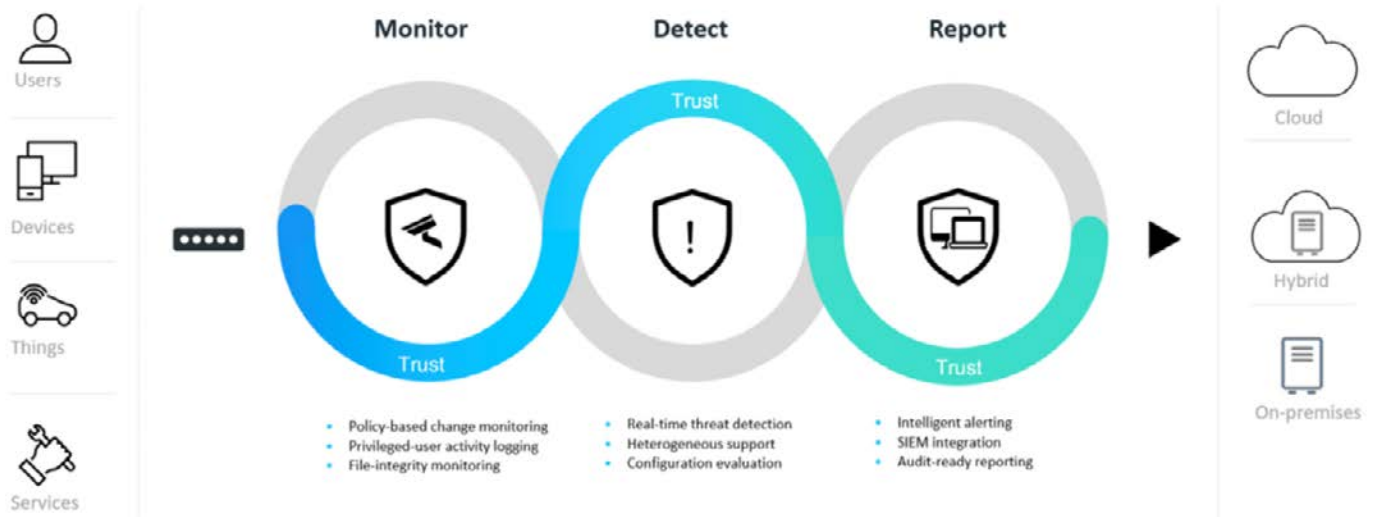 Users
Devices
Things
Services
Monitor
Detect
Report
Trust
Trust
Trust
Policy-based change monitoring
Privileged-user activity logging
File-integrity monitoring
Real-time threat detection
Heterogeneous support
Configuration evaluation
Intelligent alerting
SIEM integration
Audit-ready reporting
Cloud
Hybrid
On-premises